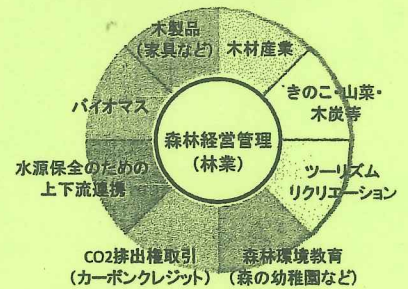 木製品
(家具など)
木材産業
きのこ・山菜・
木炭等
ツーリズム
リクリエーション
森林環境教育
(森の幼稚園など)
CO2排出権取引
(カーボンクレジット)
水源保全のための
上下流連携
バイオマス
森林経営管理
(林業)